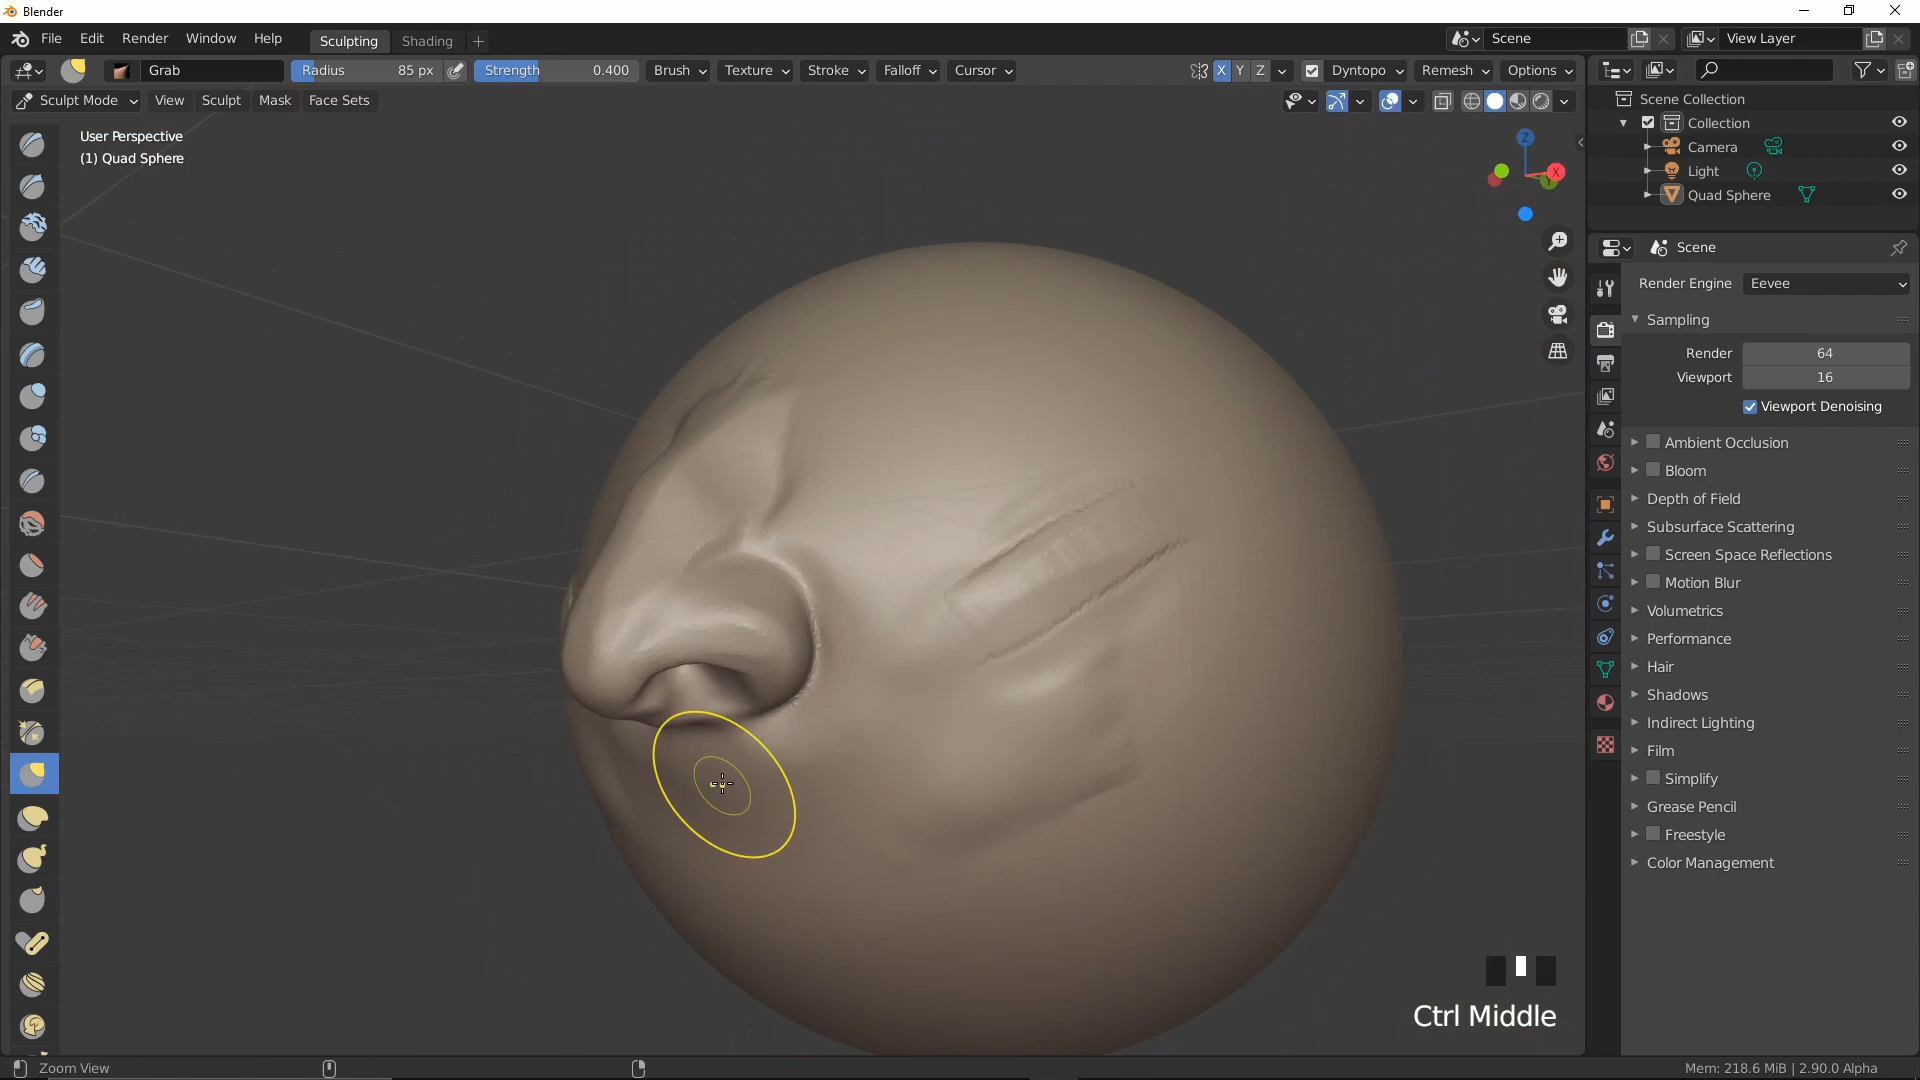 Blender
File Edit Render Window Help Sculpting Shading + Scene View Layer
Grab Radius 85 px Strength 0.400 Brush Texture Stroke Falloff Cursor X Y Z Dyntopo Remesh Options
Sculpt Mode View Sculpt Mask Face Sets
User Perspective
(1) Quad Sphere
Z
X
Y
Scene Collection
Collection
Camera
Light
Quad Sphere
Scene
Render Engine Eevee
Sampling
Render 64
Viewport 16
Viewport Denoising
Ambient Occlusion
Bloom
Depth of Field
Subsurface Scattering
Screen Space Reflections
Motion Blur
Volumetrics
Performance
Hair
Shadows
Indirect Lighting
Film
Simplify
Grease Pencil
Freestyle
Color Management
Ctrl Middle
Zoom View
Mem: 218.6 MiB | 2.90.0 Alpha